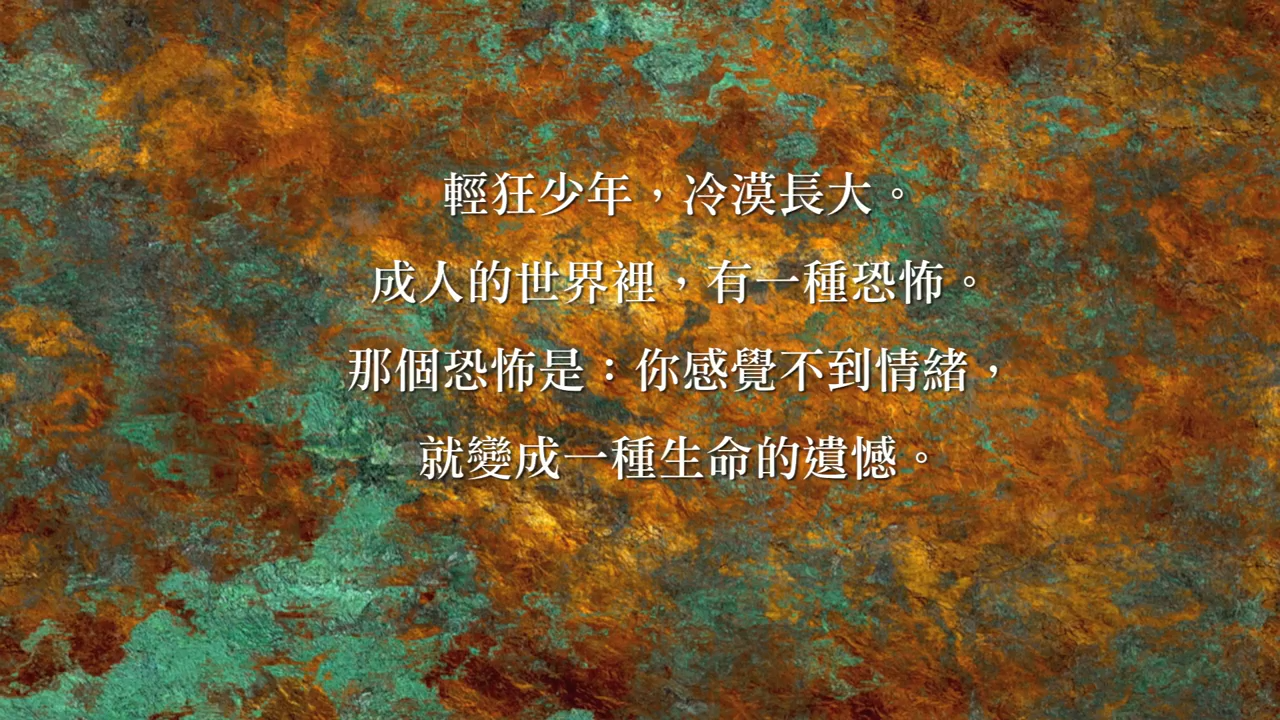 輕狂少年，冷漠長大。
成人的世界裡，有一種恐怖。
那個恐怖是：你感覺不到情緒，
就變成一種生命的遺憾。